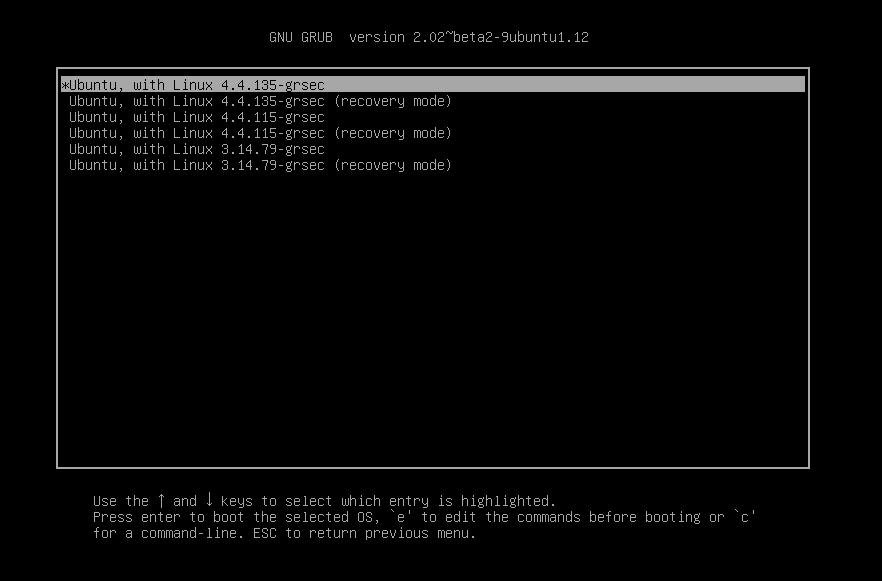 GNU GRUB  version 2.02~beta2-9ubuntu1.12
*Ubuntu, with Linux 4.4.135-grsec
Ubuntu, with Linux 4.4.135-grsec (recovery mode)
Ubuntu, with Linux 4.4.115-grsec
Ubuntu, with Linux 4.4.115-grsec (recovery mode)
Ubuntu, with Linux 3.14.79-grsec
Ubuntu, with Linux 3.14.79-grsec (recovery mode)
Use the ↑ and ↓ keys to select which entry is highlighted.
Press enter to boot the selected OS, `e' to edit the commands before booting or `c'
for a command-line. ESC to return previous menu.